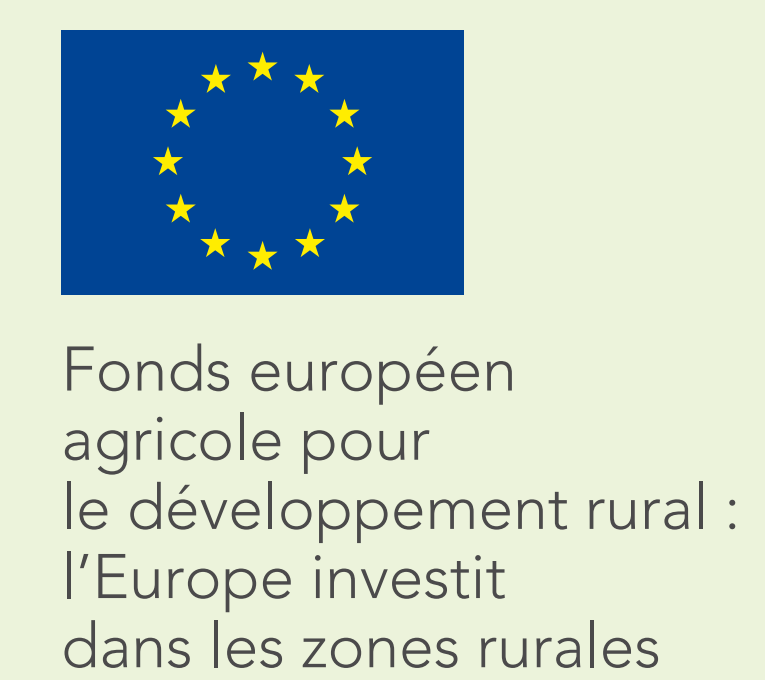 Fonds européen
agricole pour
le développement rural :
l’Europe investit
dans les zones rurales